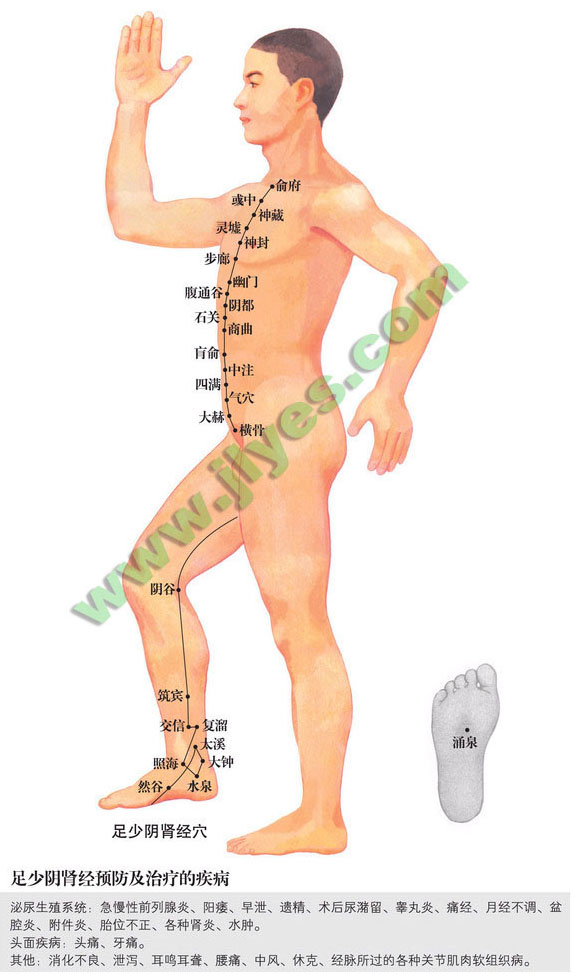 俞府
彧中
神藏
灵墟
神封
步廊
幽门
腹通谷
阴都
石关
商曲
肓俞
中注
四满
气穴
大赫
横骨
www.jlyes.com
阴谷
筑宾
交信
复溜
太溪
照海
大钟
然谷
水泉
涌泉
足少阴肾经穴
足少阴肾经预防及治疗的疾病
泌尿生殖系统：急慢性前列腺炎、阳痿、早泄、遗精、术后尿潴留、睾丸炎、痛经、月经不调、盆
腔炎、附件炎、胎位不正、各种肾炎、水肿。
头面疾病：头痛、牙痛。
其他：消化不良、泄泻、耳鸣耳聋、腰痛、中风、休克、经脉所过的各种关节肌肉软组织病。